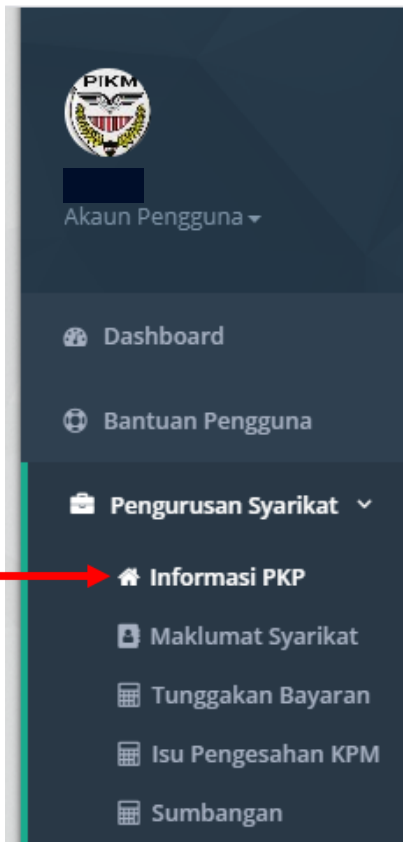 PIKM
Akaun Pengguna
Dashboard
Bantuan Pengguna
Pengurusan Syarikat
Informasi PKP
Maklumat Syarikat
Tunggakan Bayaran
Isu Pengesahan KPM
Sumbangan